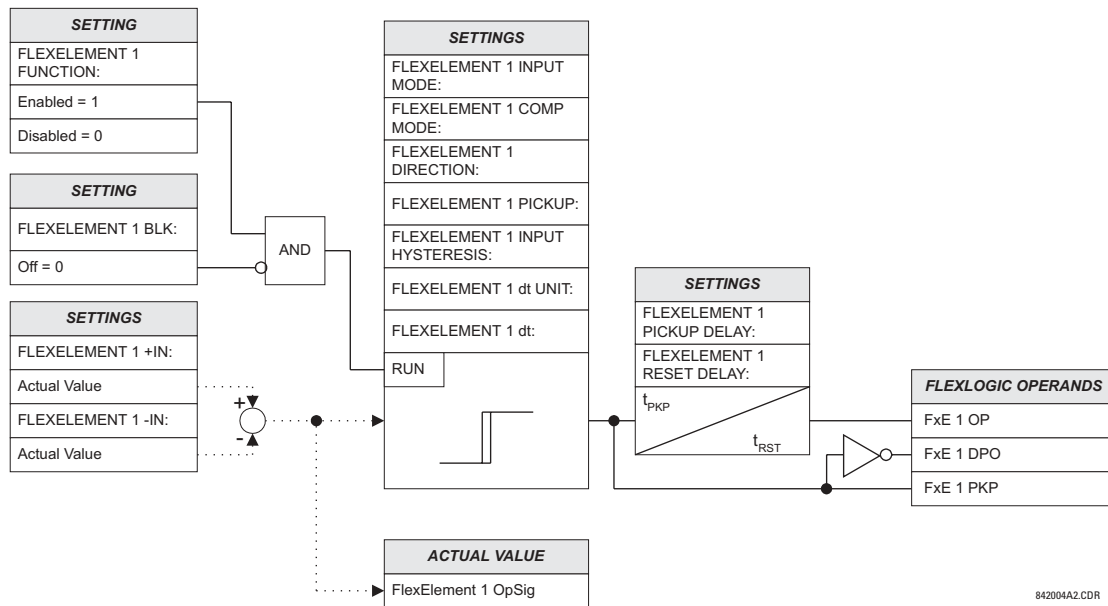 SETTING
FLEXELEMENT 1
FUNCTION:
Enabled = 1
Disabled = 0
SETTING
FLEXELEMENT 1 BLK:
Off = 0
SETTINGS
FLEXELEMENT 1 +IN:
Actual Value
FLEXELEMENT 1 -IN:
Actual Value
+
-
AND
SETTINGS
FLEXELEMENT 1 INPUT
MODE:
FLEXELEMENT 1 COMP
MODE:
FLEXELEMENT 1
DIRECTION:
FLEXELEMENT 1 PICKUP:
FLEXELEMENT 1 INPUT
HYSTERESIS:
FLEXELEMENT 1 dt UNIT:
FLEXELEMENT 1 dt:
RUN
ACTUAL VALUE
FlexElement 1 OpSig
SETTINGS
FLEXELEMENT 1
PICKUP DELAY:
FLEXELEMENT 1
RESET DELAY:
tPKP
tRST
FLEXLOGIC OPERANDS
FxE 1 OP
FxE 1 DPO
FxE 1 PKP
842004A2.CDR